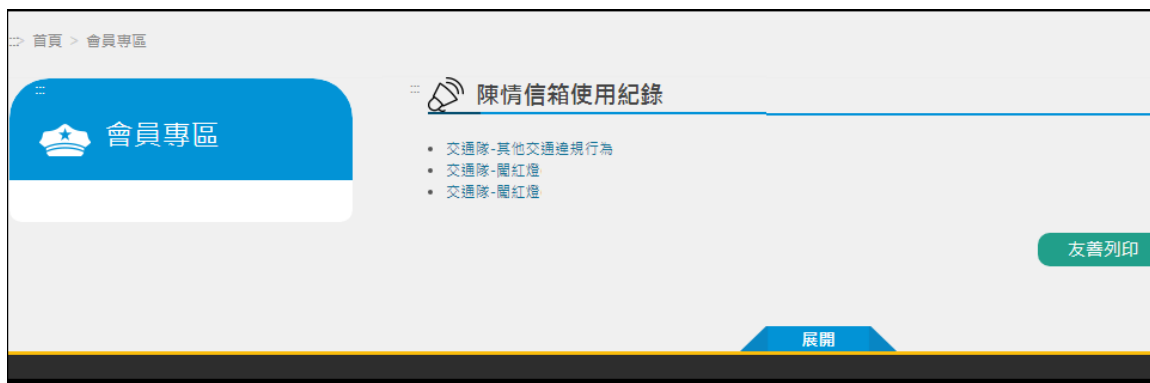 ::: 首頁 > 會員專區
:::
會員專區
:::
陳情信箱使用紀錄
• 交通隊-其他交通違規行為
• 交通隊-闖紅燈
• 交通隊-闖紅燈
友善列印
展開